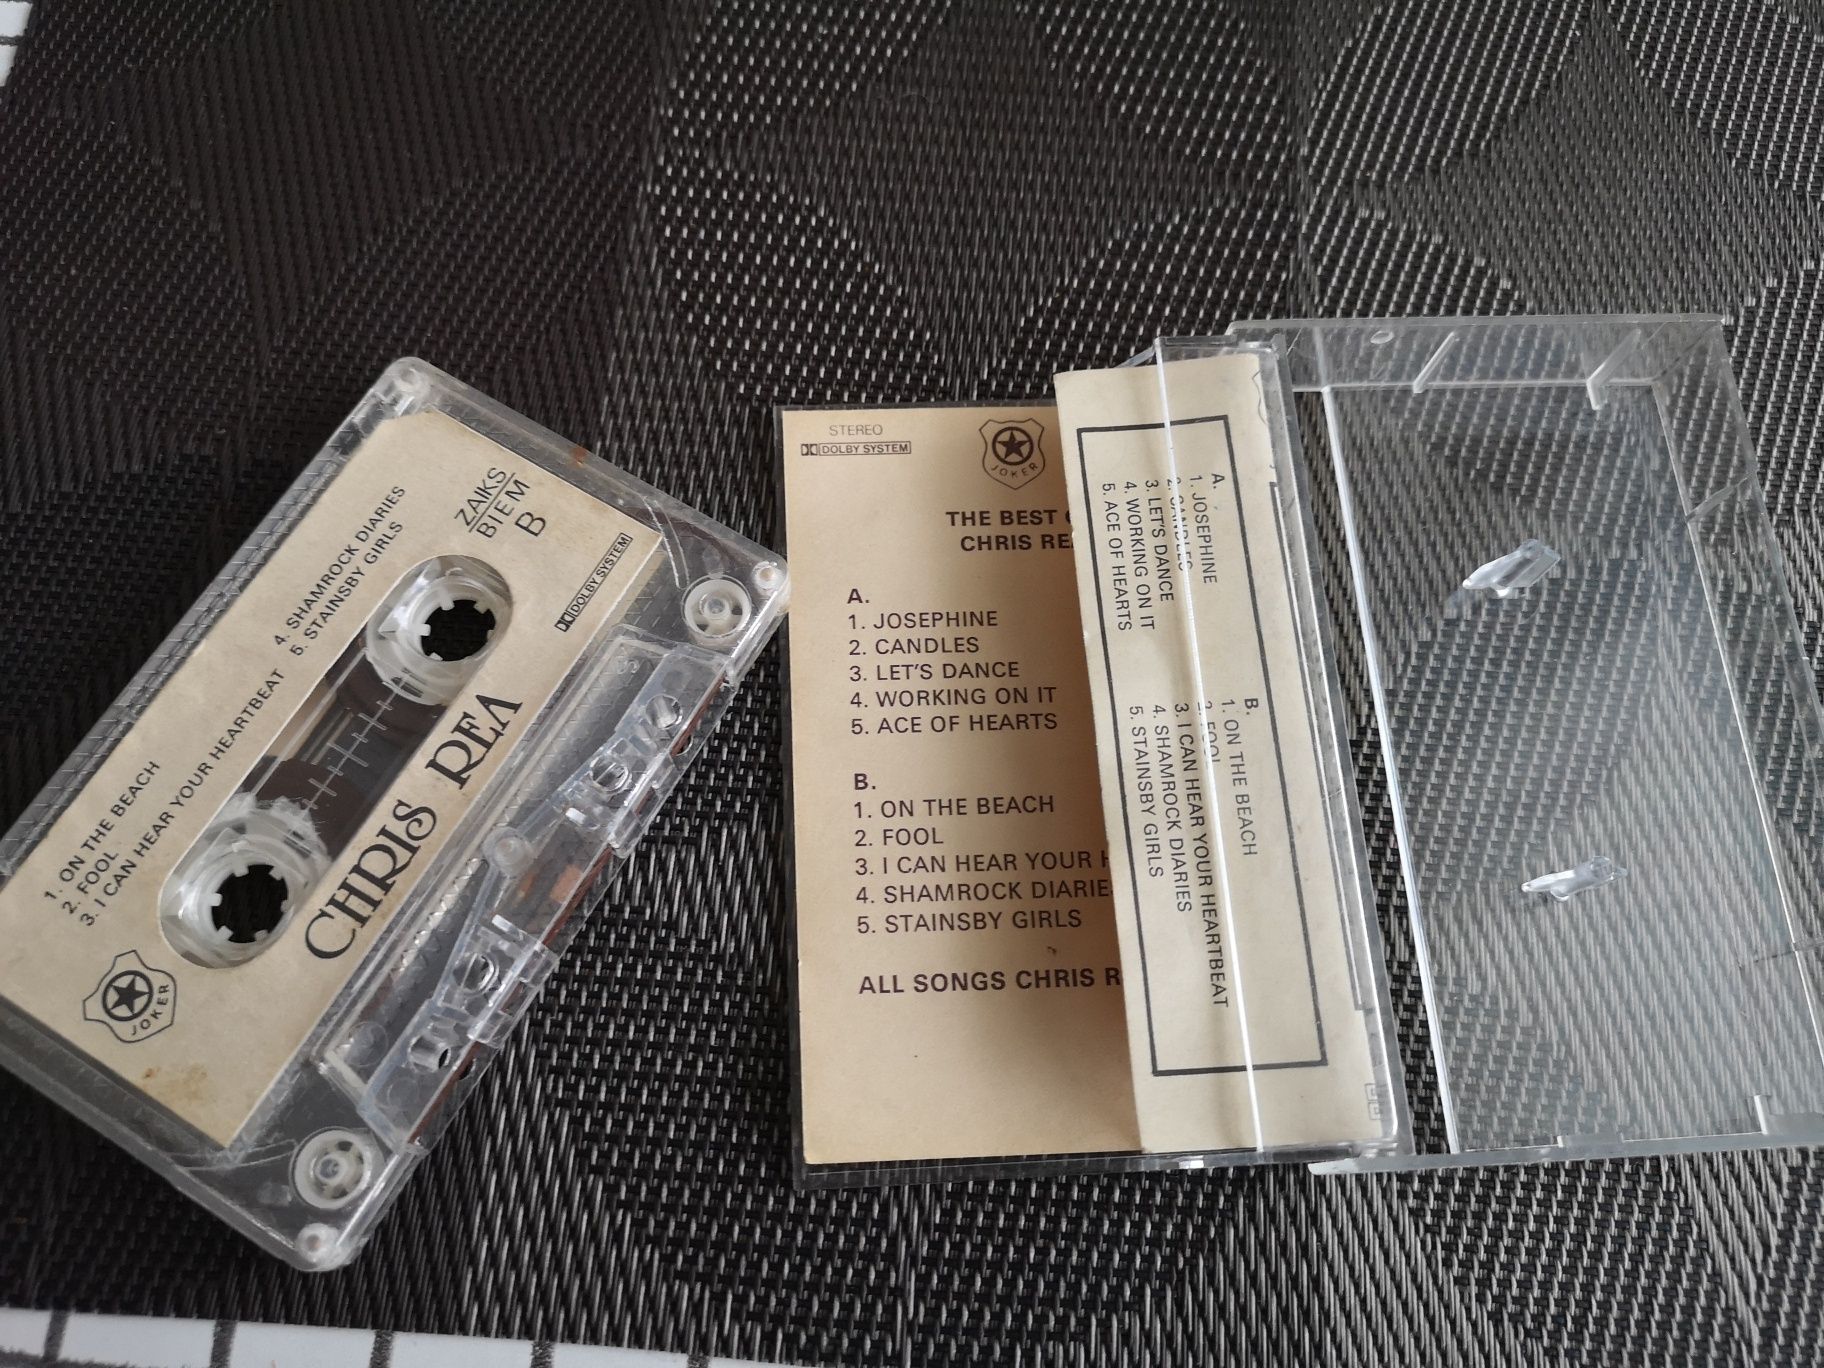 ZAIKS
BIEM
B
DOLBY SYSTEM
1. ON THE BEACH
2. FOOL
3. I CAN HEAR YOUR HEARTBEAT
4. SHAMROCK DIARIES
5. STAINSBY GIRLS
CHRIS REA
JOKER
STEREO
DOLBY SYSTEM
JOKER
THE BEST
CHRIS
A.
1. JOSEPHINE
2. CANDLES
3. LET'S DANCE
4. WORKING ON IT
5. ACE OF HEARTS
B.
1. ON THE BEACH
2. FOOL
3. I CAN HEAR YOUR
4. SHAMROCK
5. STAINSBY GIRLS
ALL SONGS CHRIS
A.
1. JOSEPHINE
2. CANDLES
3. LET'S DANCE
4. WORKING ON IT
5. ACE OF HEARTS
B.
1. ON THE BEACH
2. FOOL
3. I CAN HEAR YOUR HEARTBEAT
4. SHAMROCK DIARIES
5. STAINSBY GIRLS